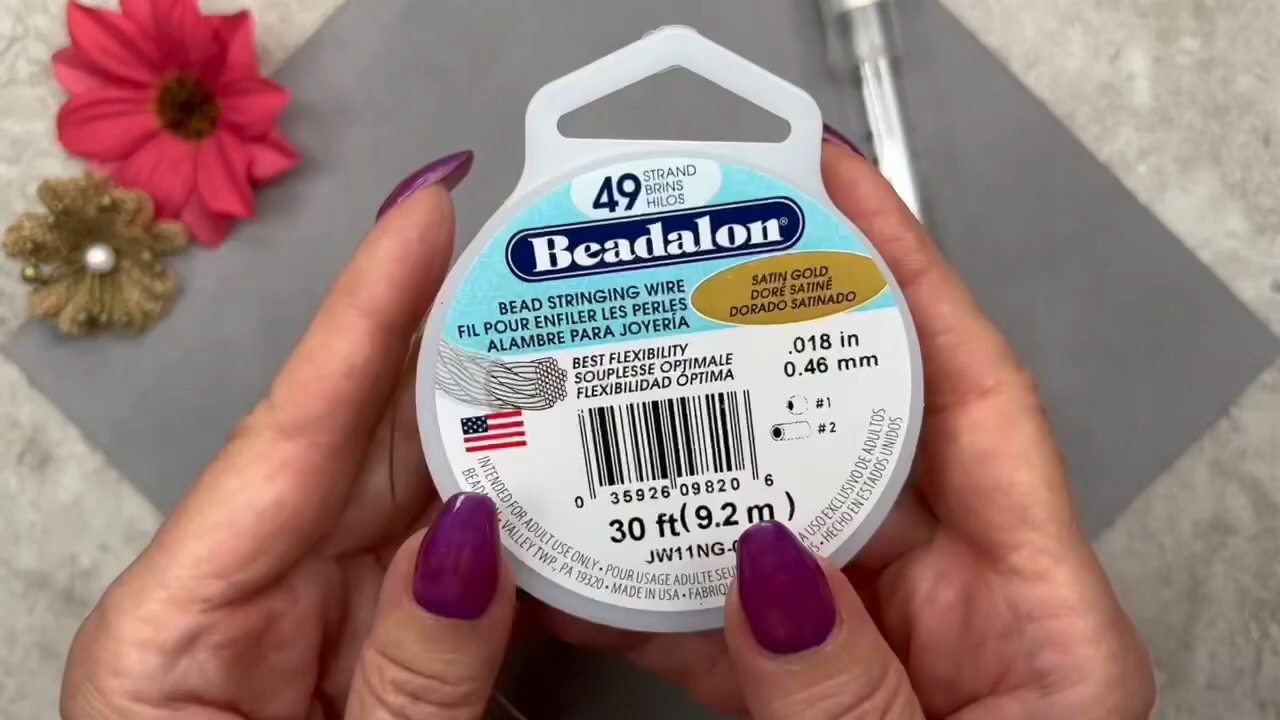 49 STRAND
BRINS
HILOS
Beadalon®
BEAD STRINGING WIRE
FIL POUR ENFILER LES PERLES
ALAMBRE PARA JOYERÍA
SATIN GOLD
DORÉ SATINÉ
DORADO SATINADO
BEST FLEXIBILITY
SOUPLESSE OPTIMALE
FLEXIBILIDAD ÓPTIMA
.018 in
0.46 mm
#1
#2
0 35926 09820 6
30 ft(9.2 m )
JW11NG-
INTENDED FOR ADULT USE ONLY • POUR USAGE ADULTE
A USO EXCLUSIVO DE ADULTOS
VALLEY TWP., PA 19320 • MADE IN USA •
• HECHO EN ESTADOS UNIDOS